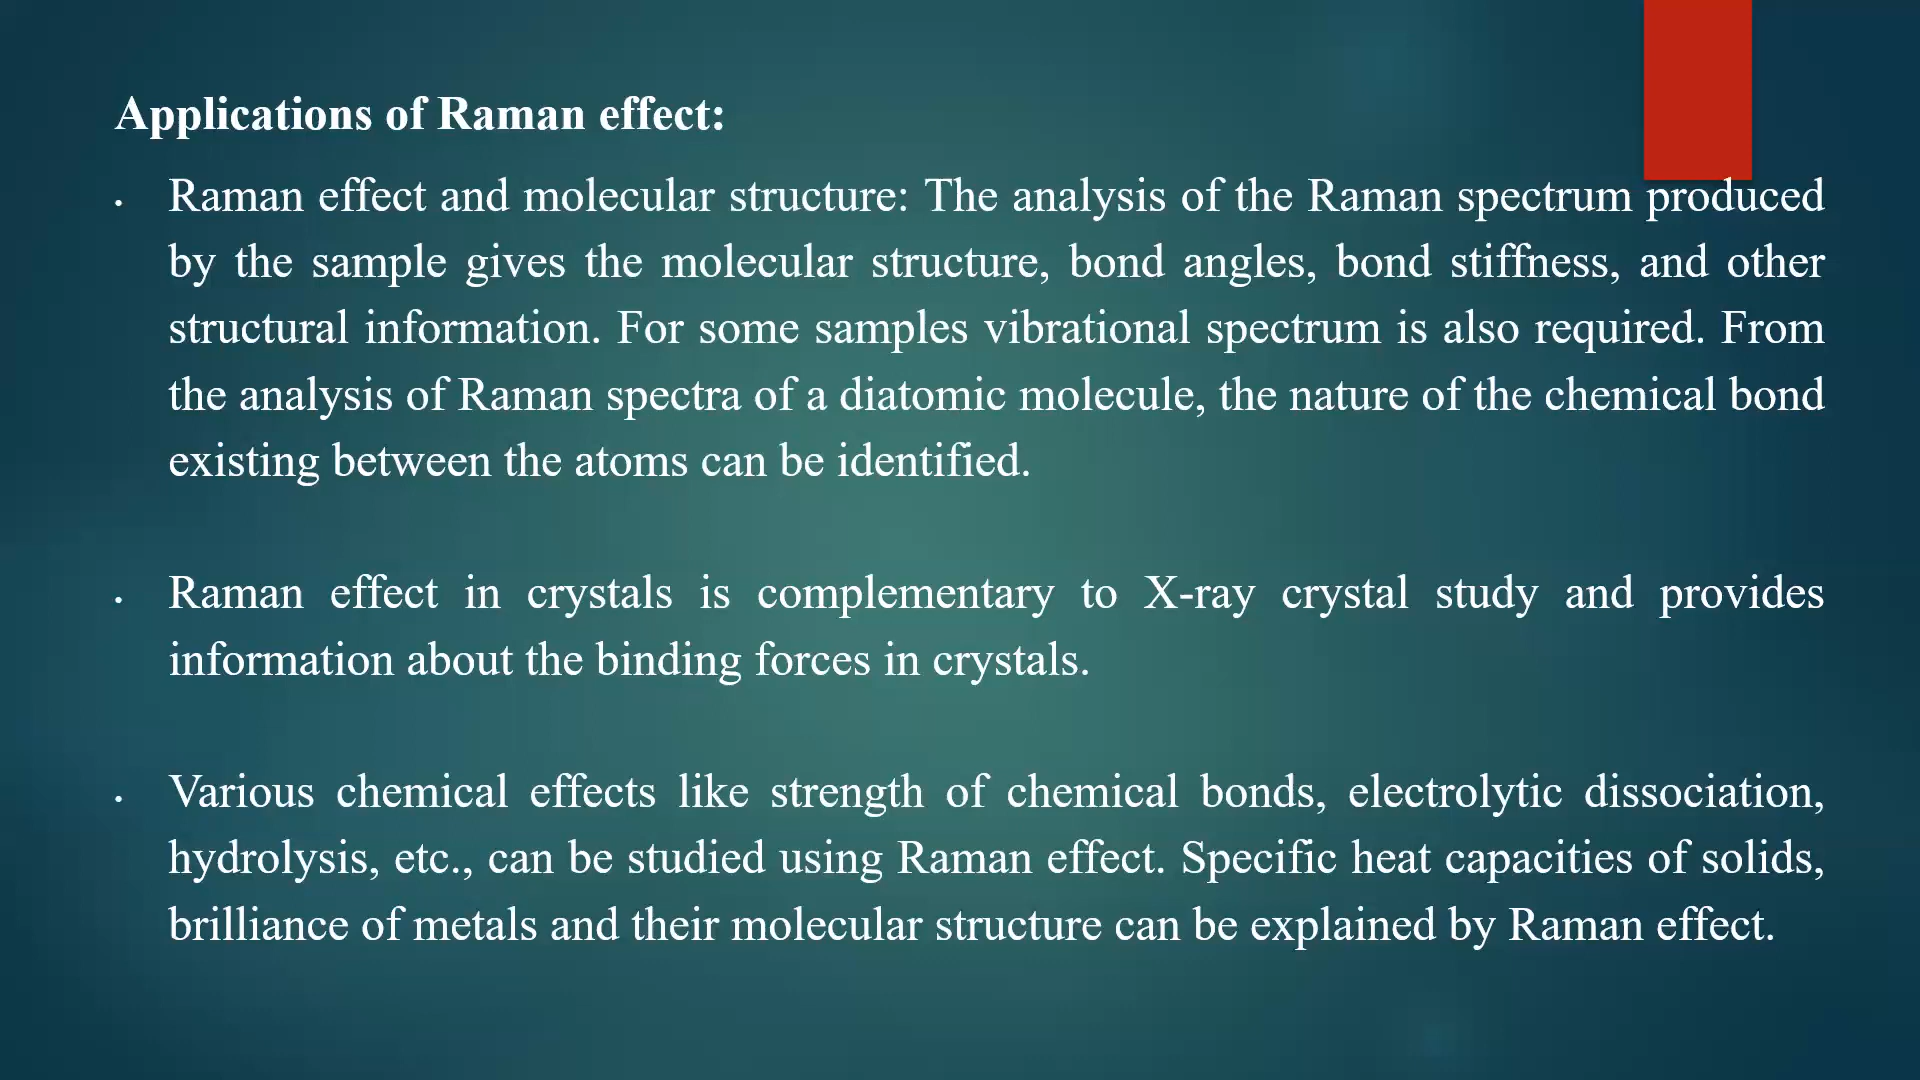 Applications of Raman effect:
• Raman effect and molecular structure: The analysis of the Raman spectrum produced
by the sample gives the molecular structure, bond angles, bond stiffness, and other
structural information. For some samples vibrational spectrum is also required. From
the analysis of Raman spectra of a diatomic molecule, the nature of the chemical bond
existing between the atoms can be identified.
• Raman effect in crystals is complementary to X-ray crystal study and provides
information about the binding forces in crystals.
• Various chemical effects like strength of chemical bonds, electrolytic dissociation,
hydrolysis, etc., can be studied using Raman effect. Specific heat capacities of solids,
brilliance of metals and their molecular structure can be explained by Raman effect.